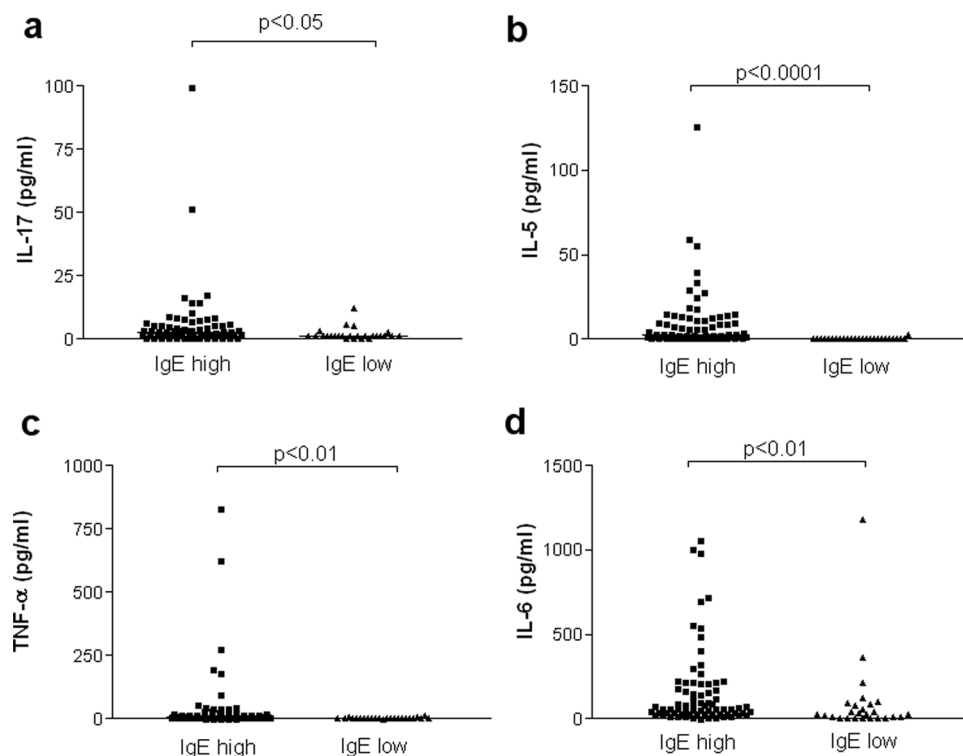 a
p<0.05
100
75
50
25
0
IL-17 (pg/ml)
IgE high
IgE low
b
p<0.0001
150
100
50
0
IL-5 (pg/ml)
IgE high
IgE low
c
p<0.01
1000
750
500
250
0
TNF-α (pg/ml)
IgE high
IgE low
d
p<0.01
1500
1000
500
0
IL-6 (pg/ml)
IgE high
IgE low